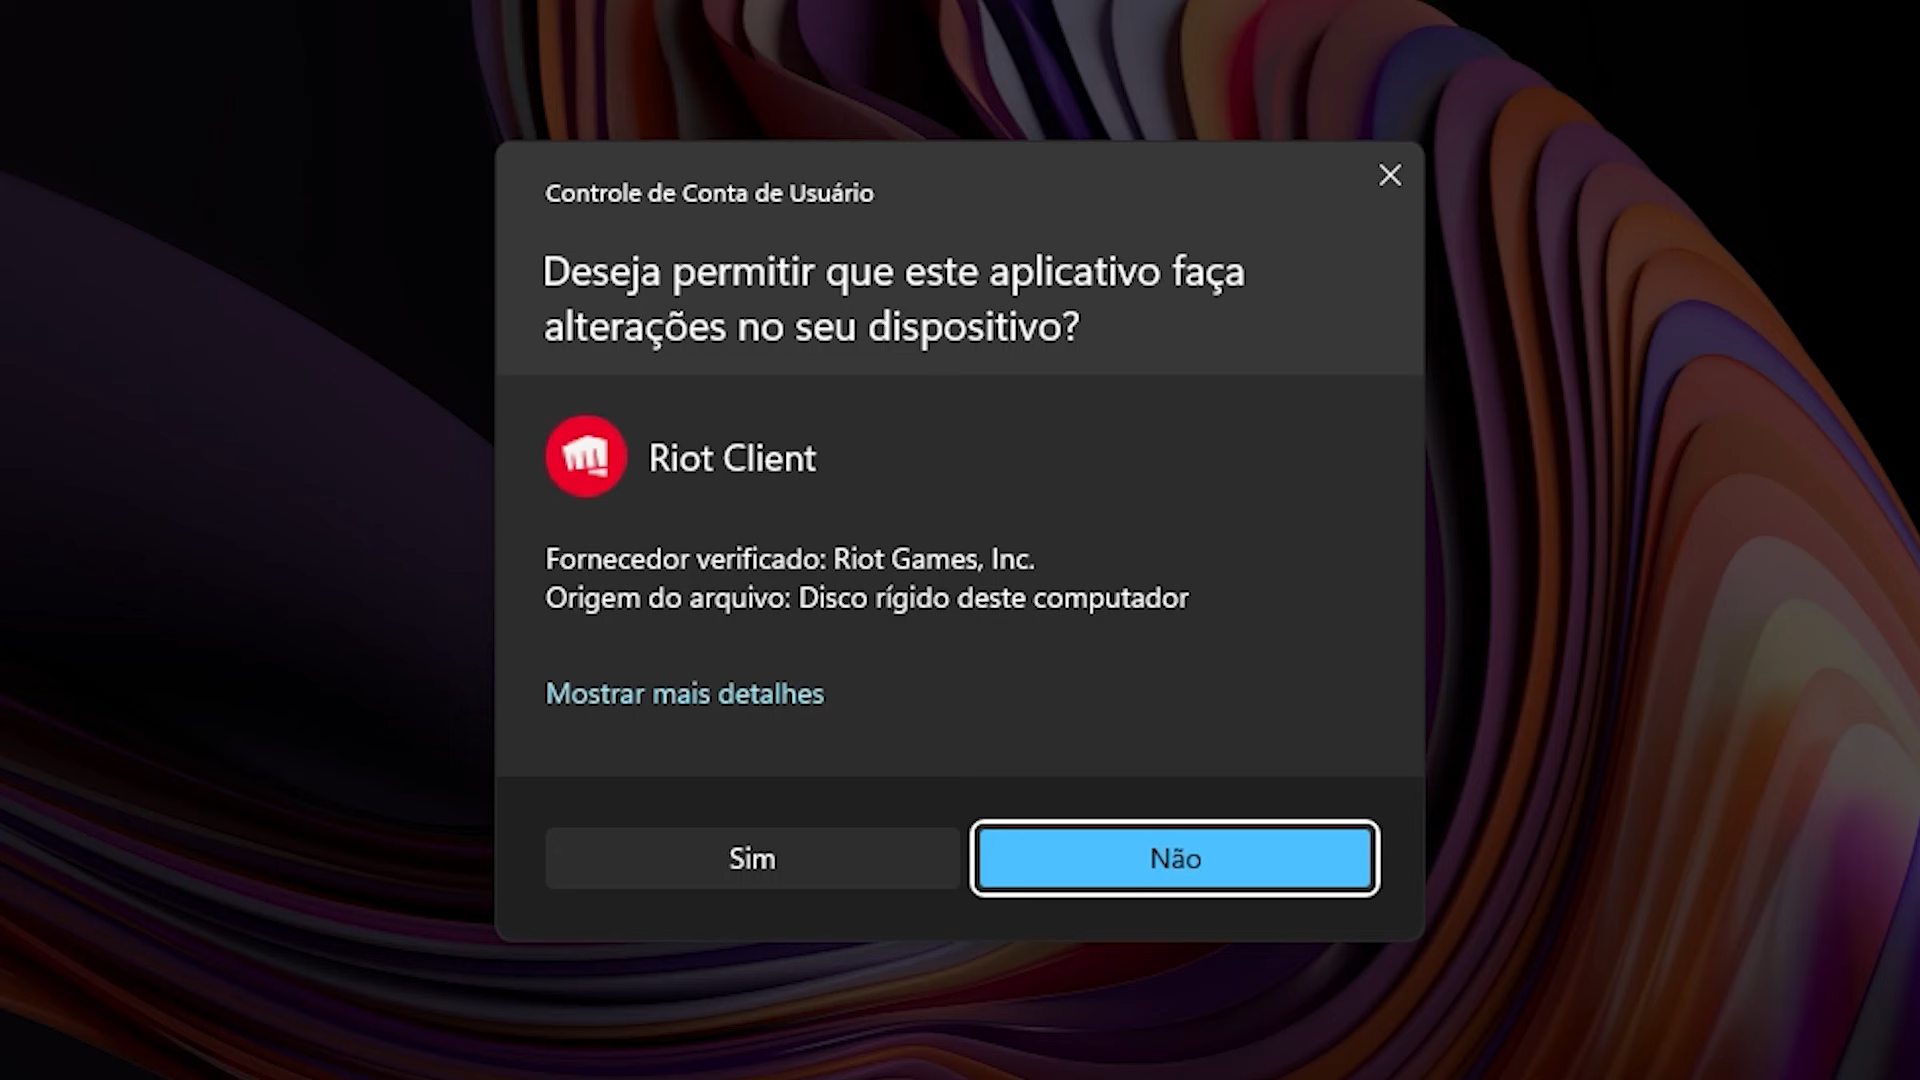 Controle de Conta de Usuário
Deseja permitir que este aplicativo faça
alterações no seu dispositivo?
Riot Client
Fornecedor verificado: Riot Games, Inc.
Origem do arquivo: Disco rígido deste computador
Mostrar mais detalhes
Sim
Não